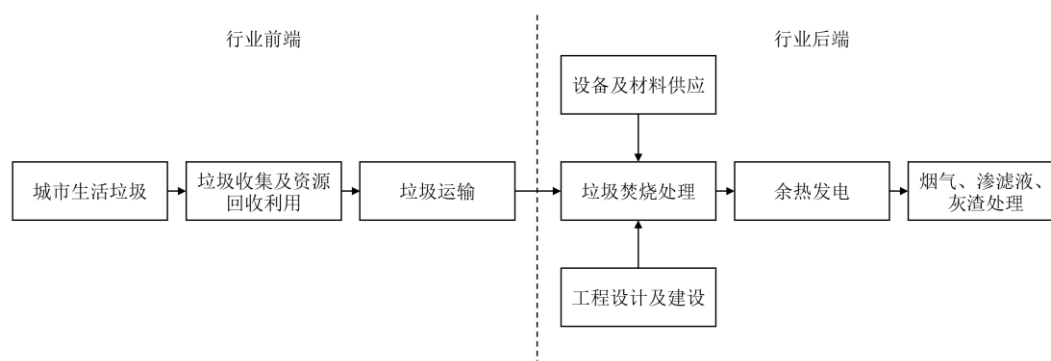 行业前端
行业后端
设备及材料供应
城市生活垃圾
垃圾收集及资源
回收利用
垃圾运输
垃圾焚烧处理
余热发电
烟气、渗滤液、
灰渣处理
工程设计及建设